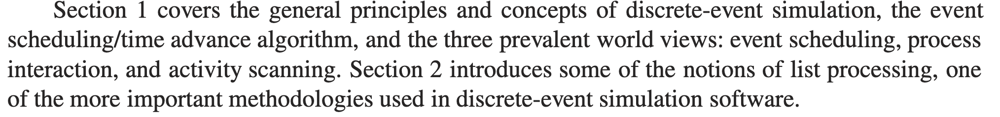 Section 1 covers the general principles and concepts of discrete-event simulation, the event
scheduling/time advance algorithm, and the three prevalent world views: event scheduling, process
interaction, and activity scanning. Section 2 introduces some of the notions of list processing, one
of the more important methodologies used in discrete-event simulation software.